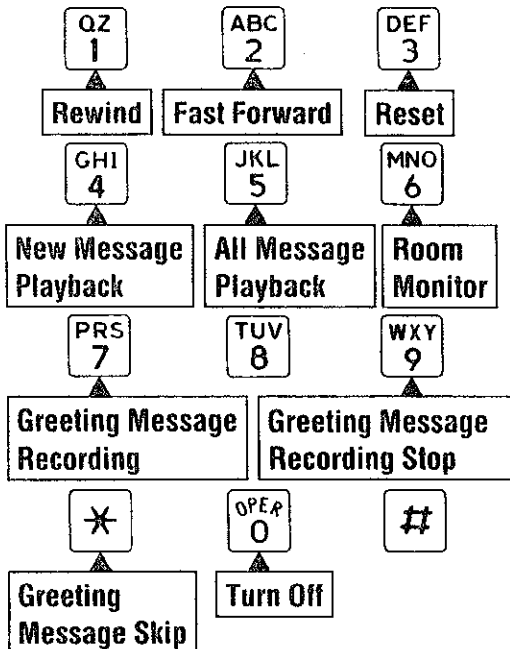 QZ ABC DEF
1 2 3
Rewind Fast Forward Reset
GHI JKL MNO
4 5 6
New Message All Message Room
Playback Playback Monitor
PRS TUV WXY
7 8 9
Greeting Message Greeting Message
Recording Recording Stop
* OPER #
0
Greeting Turn Off
Message Skip